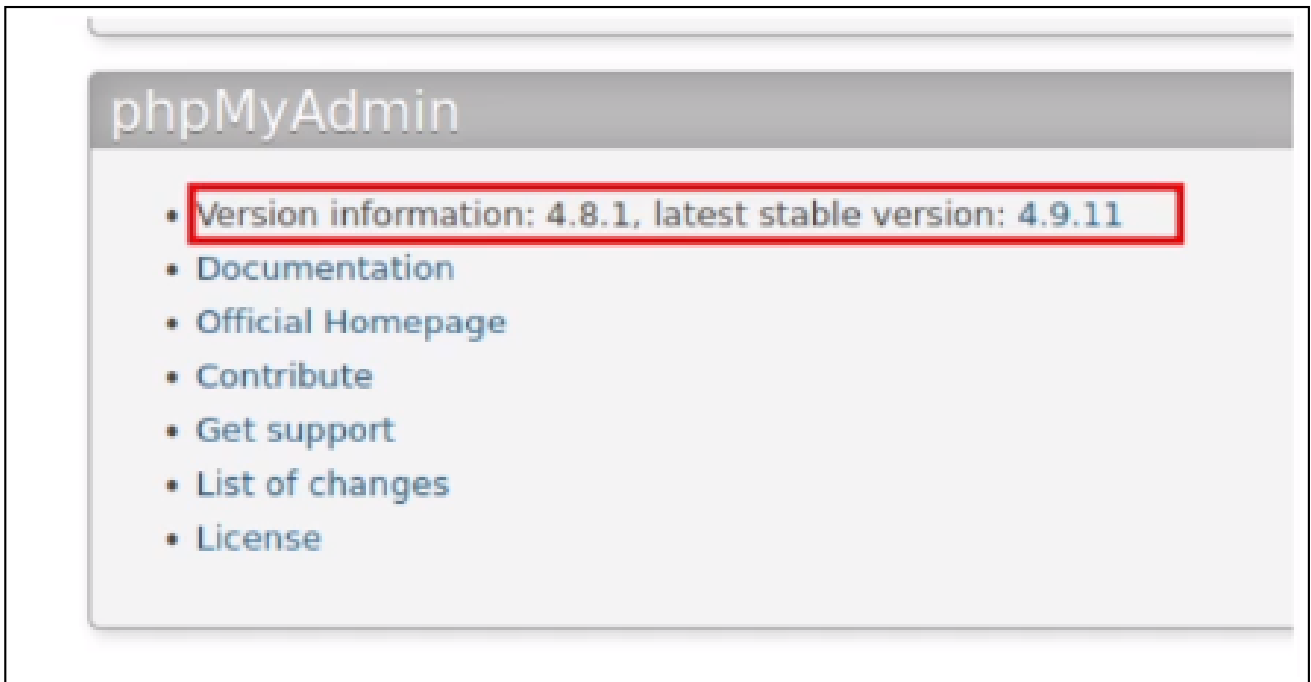 phpMyAdmin
Version information: 4.8.1, latest stable version: 4.9.11
Documentation
Official Homepage
Contribute
Get support
List of changes
License